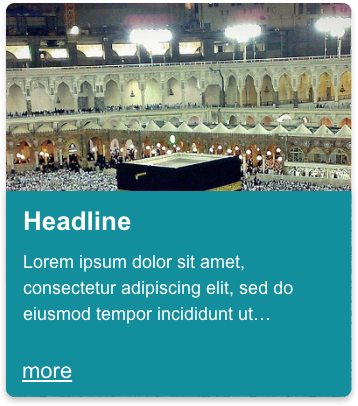 Headline
Lorem ipsum dolor sit amet,
consectetur adipiscing elit, sed do
eiusmod tempor incididunt ut…
more